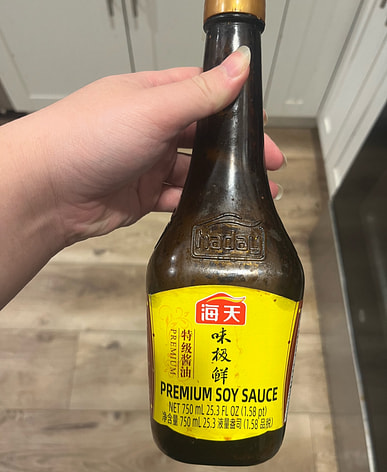 haday
海天
特级酱油
PREMIUM
味极鲜
PREMIUM SOY SAUCE
NET 750 mL 25.3 FL OZ (1.58 pt)
净含量 750 mL 25.3 液量盎司 (1.58 品脱)